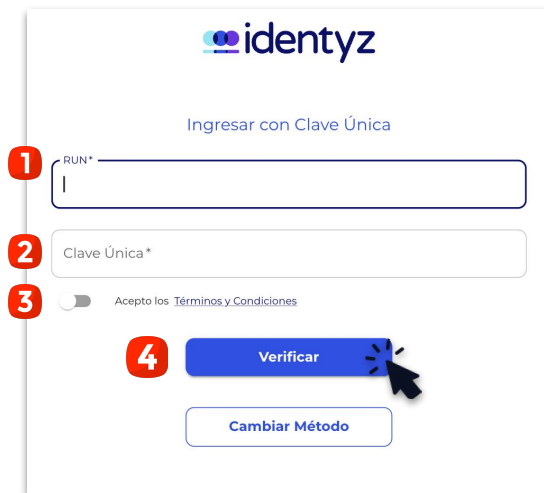 identyz
Ingresar con Clave Única
1
RUN*
2
Clave Única*
3
Acepto los Términos y Condiciones
4
Verificar
Cambiar Método